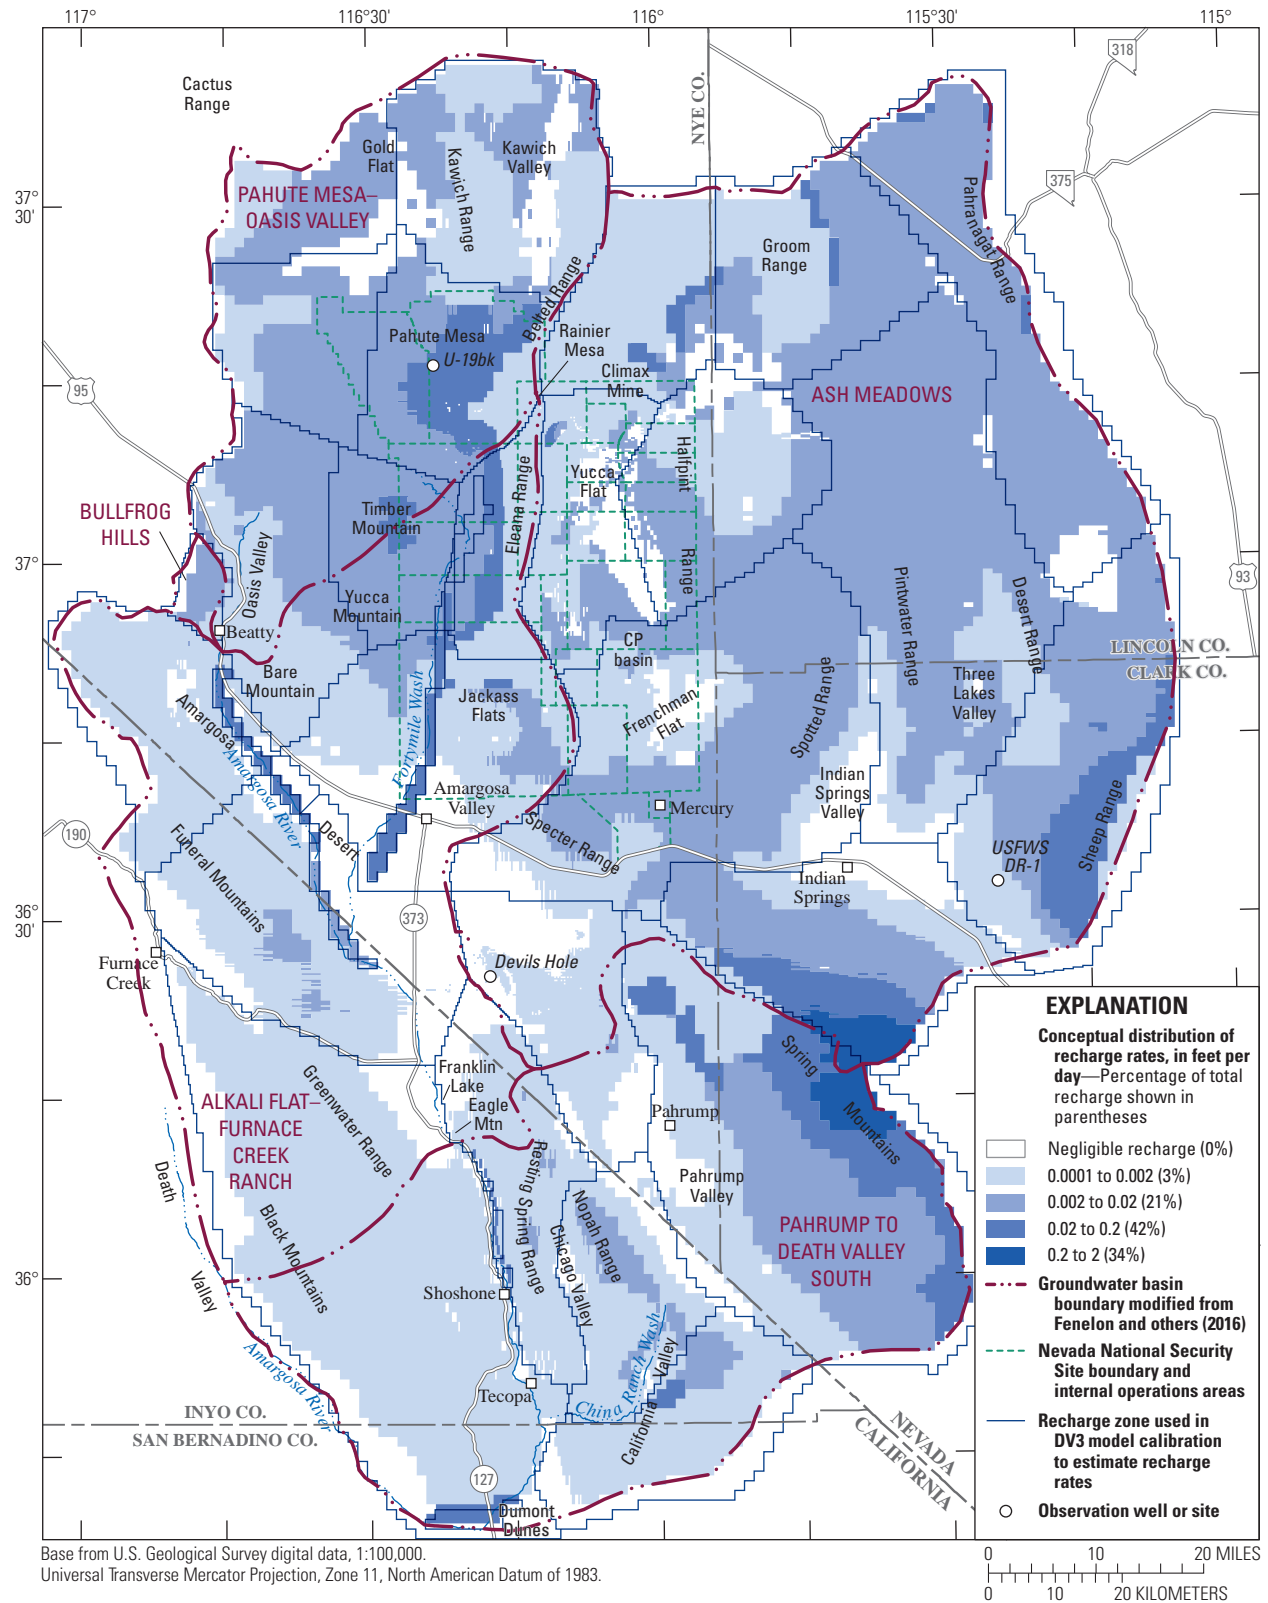 117°
116°30'
116°
115°30'
115°
318
Cactus
Range
NYE CO.
Gold
Flat
Kawich
Valley
Kawich Range
375
37°
30'
PAHUTE MESA–
OASIS VALLEY
Pahranagat Range
Groom
Range
Belted Range
Pahute Mesa
U-19bk
Rainier
Mesa
Climax
Mine
95
ASH MEADOWS
Halfpint
Range
Yucca
Flat
Eleana Range
BULLFROG
HILLS
Timber
Mountain
Oasis Valley
37°
93
Pintwater Range
Desert Range
Yucca
Mountain
Beatty
CP
basin
LINCOLN CO.
CLARK CO.
Bare
Mountain
Fortymile Wash
Jackass
Flats
Frenchman
Flat
Spotted Range
Three
Lakes
Valley
Amargosa
Desert
Amargosa River
Amargosa
Valley
Mercury
Indian
Springs
Valley
Sheep Range
190
Funeral Mountains
Specter Range
USFWS
DR-1
Indian
Springs
36°
30'
373
Furnace
Creek
Devils Hole
Spring
Mountains
Franklin
Lake
Eagle
Mtn
Greenwater Range
ALKALI FLAT–
FURNACE
CREEK
RANCH
Pahrump
Death
Valley
Resting Spring Range
Pahrump
Valley
Nopah Range
Chicago Valley
Black Mountains
PAHRUMP TO
DEATH VALLEY
SOUTH
36°
Shoshone
Amargosa River
China Ranch Wash
California
Valley
Tecopa
INYO CO.
SAN BERNADINO CO.
NEVADA
CALIFORNIA
127
Dumont
Dunes
EXPLANATION
Conceptual distribution of
recharge rates, in feet per
day—Percentage of total
recharge shown in
parentheses
Negligible recharge (0%)
0.0001 to 0.002 (3%)
0.002 to 0.02 (21%)
0.02 to 0.2 (42%)
0.2 to 2 (34%)
Groundwater basin
boundary modified from
Fenelon and others (2016)
Nevada National Security
Site boundary and
internal operations areas
Recharge zone used in
DV3 model calibration
to estimate recharge
rates
Observation well or site
Base from U.S. Geological Survey digital data, 1:100,000.
Universal Transverse Mercator Projection, Zone 11, North American Datum of 1983.
0 10 20 MILES
0 10 20 KILOMETERS